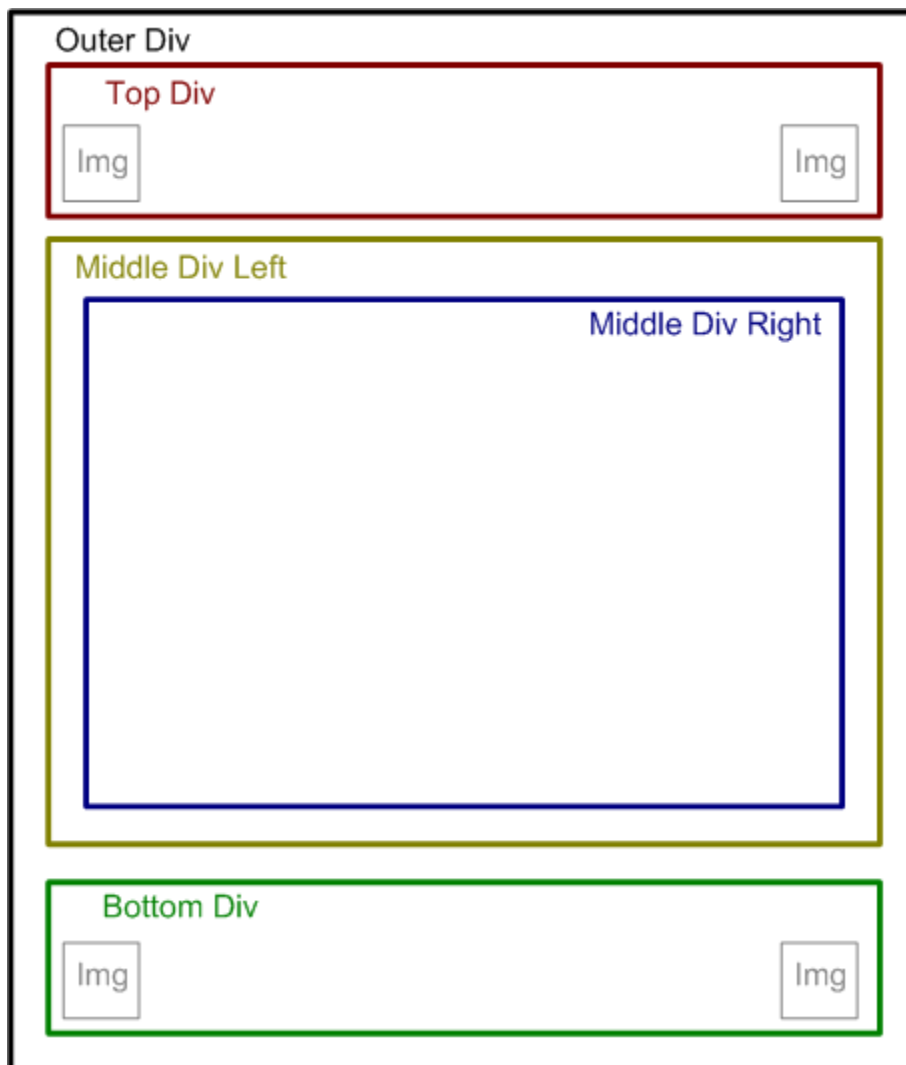 Outer Div
Top Div
Img Img
Middle Div Left
Middle Div Right
Bottom Div
Img Img